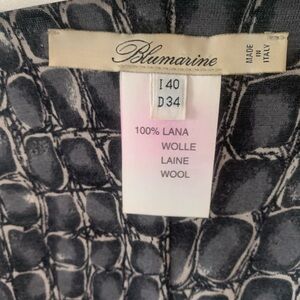 Blumarine
MADE
IN
ITALY
I 40
D 34
100% LANA
WOLLE
LAINE
WOOL